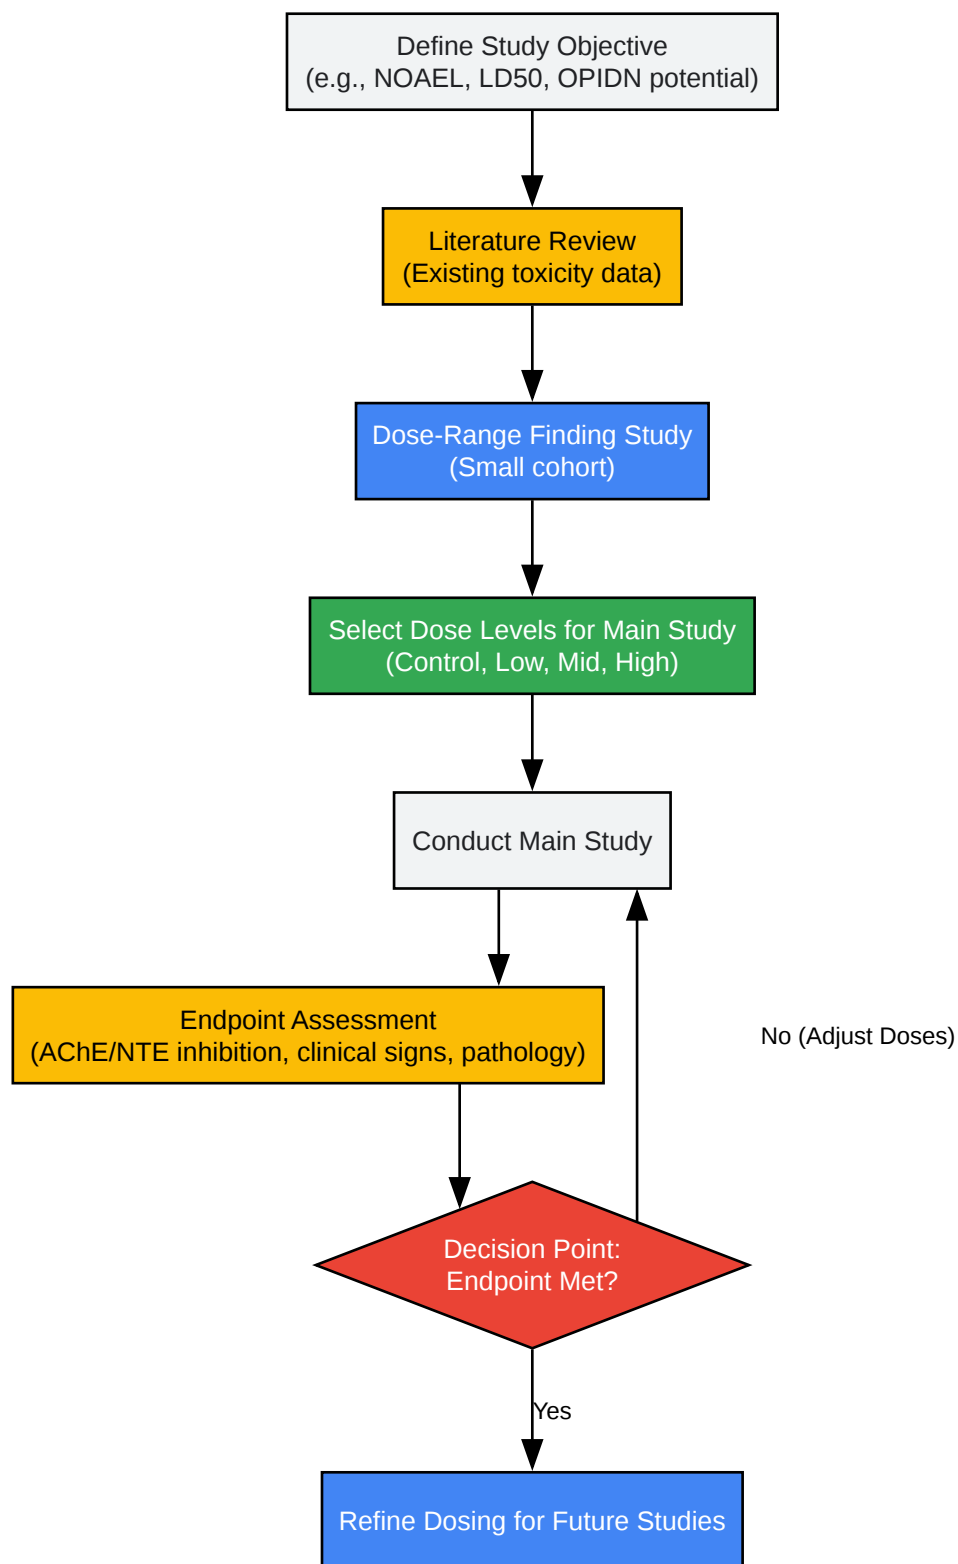 Define Study Objective
(e.g., NOAEL, LD50, OPIDN potential)
Literature Review
(Existing toxicity data)
Dose-Range Finding Study
(Small cohort)
Select Dose Levels for Main Study
(Control, Low, Mid, High)
Conduct Main Study
Endpoint Assessment
(AChE/NTE inhibition, clinical signs, pathology)
No (Adjust Doses)
Decision Point:
Endpoint Met?
Yes
Refine Dosing for Future Studies